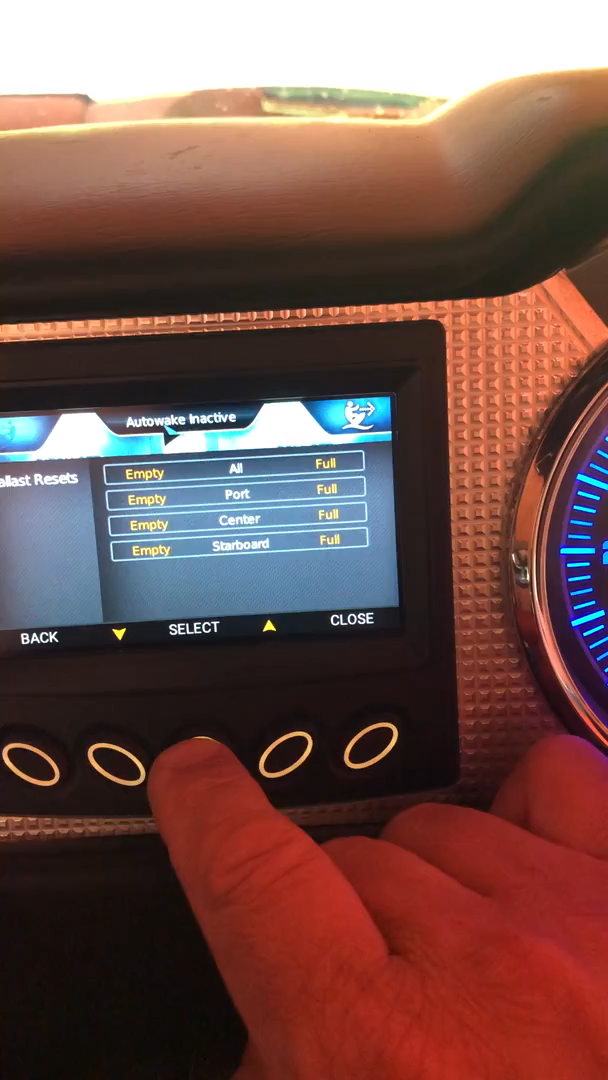 Autowake Inactive
allast Resets
Empty All Full
Empty Port Full
Empty Center Full
Empty Starboard Full
BACK SELECT CLOSE